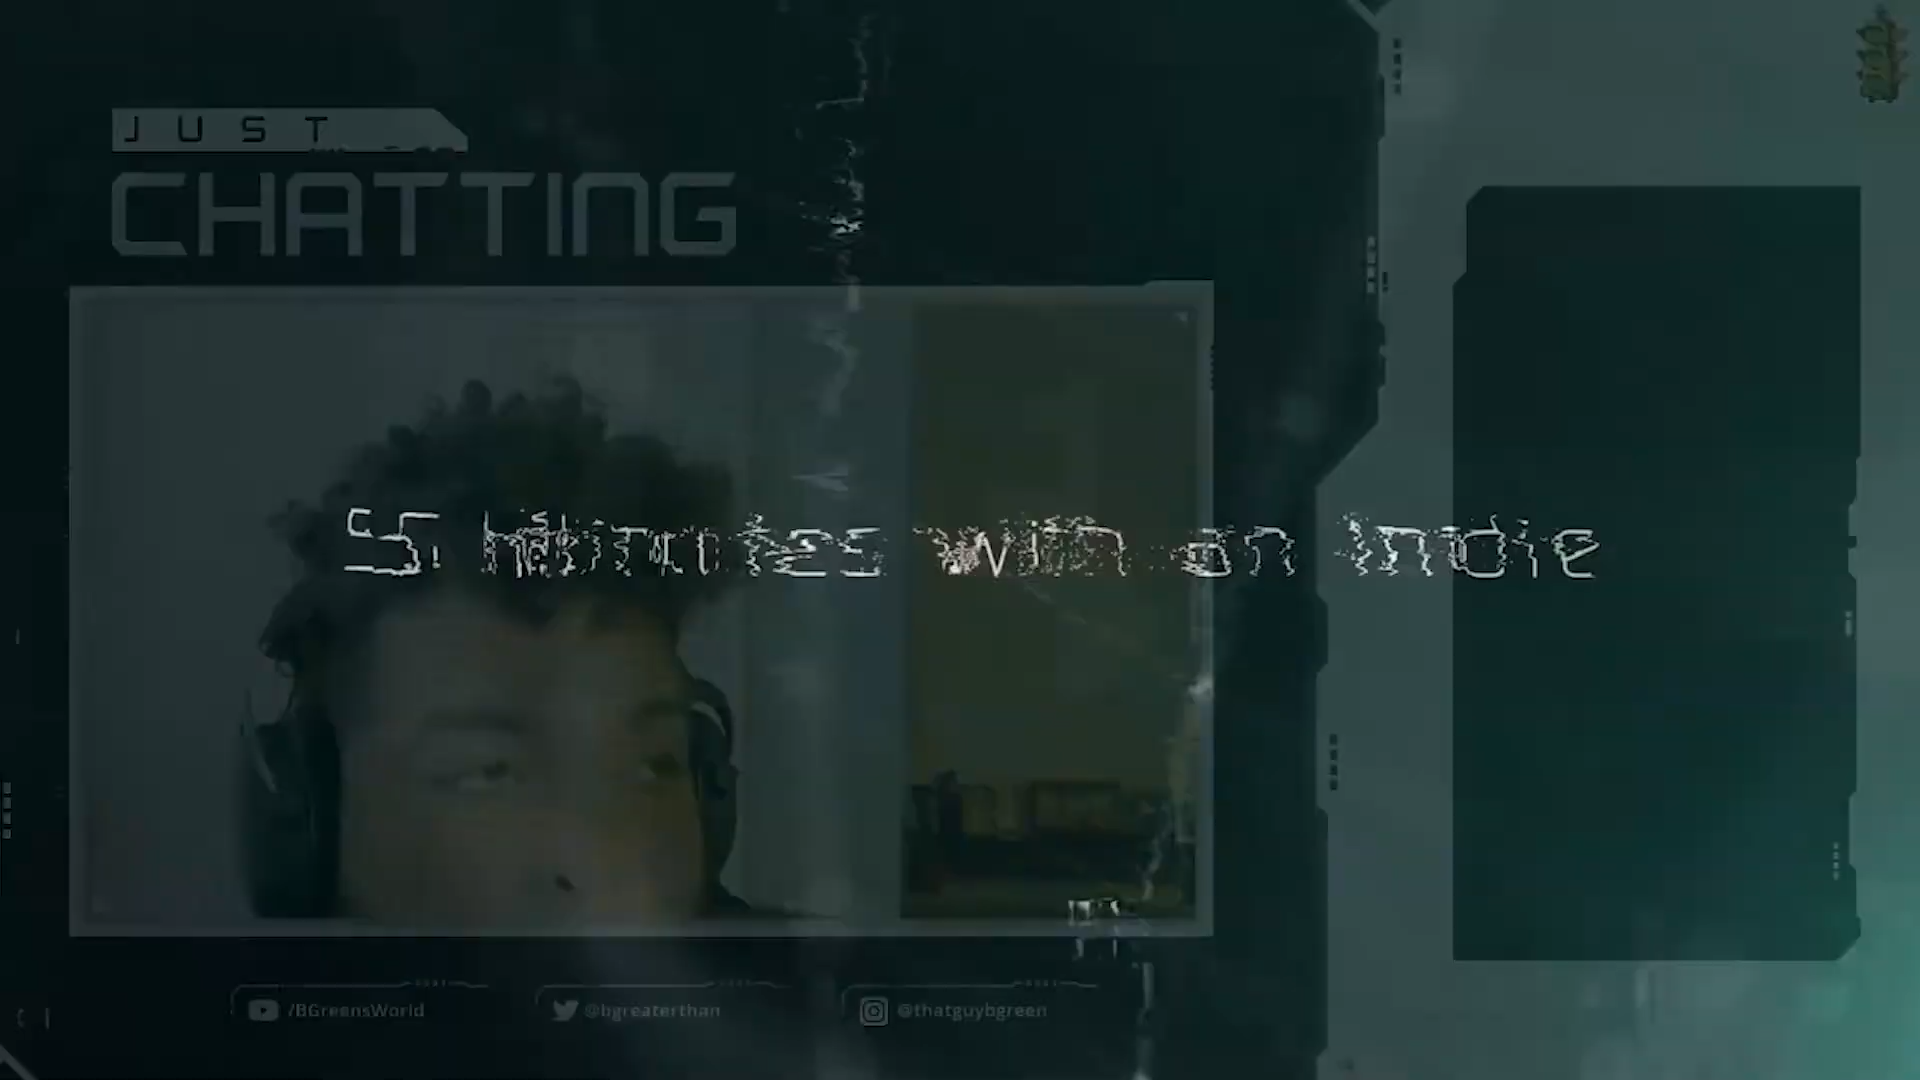 JUST
CHATTING
5 Minutes with an Indie
/BGreensWorld
@bgreaterthan
@thatguybgreen